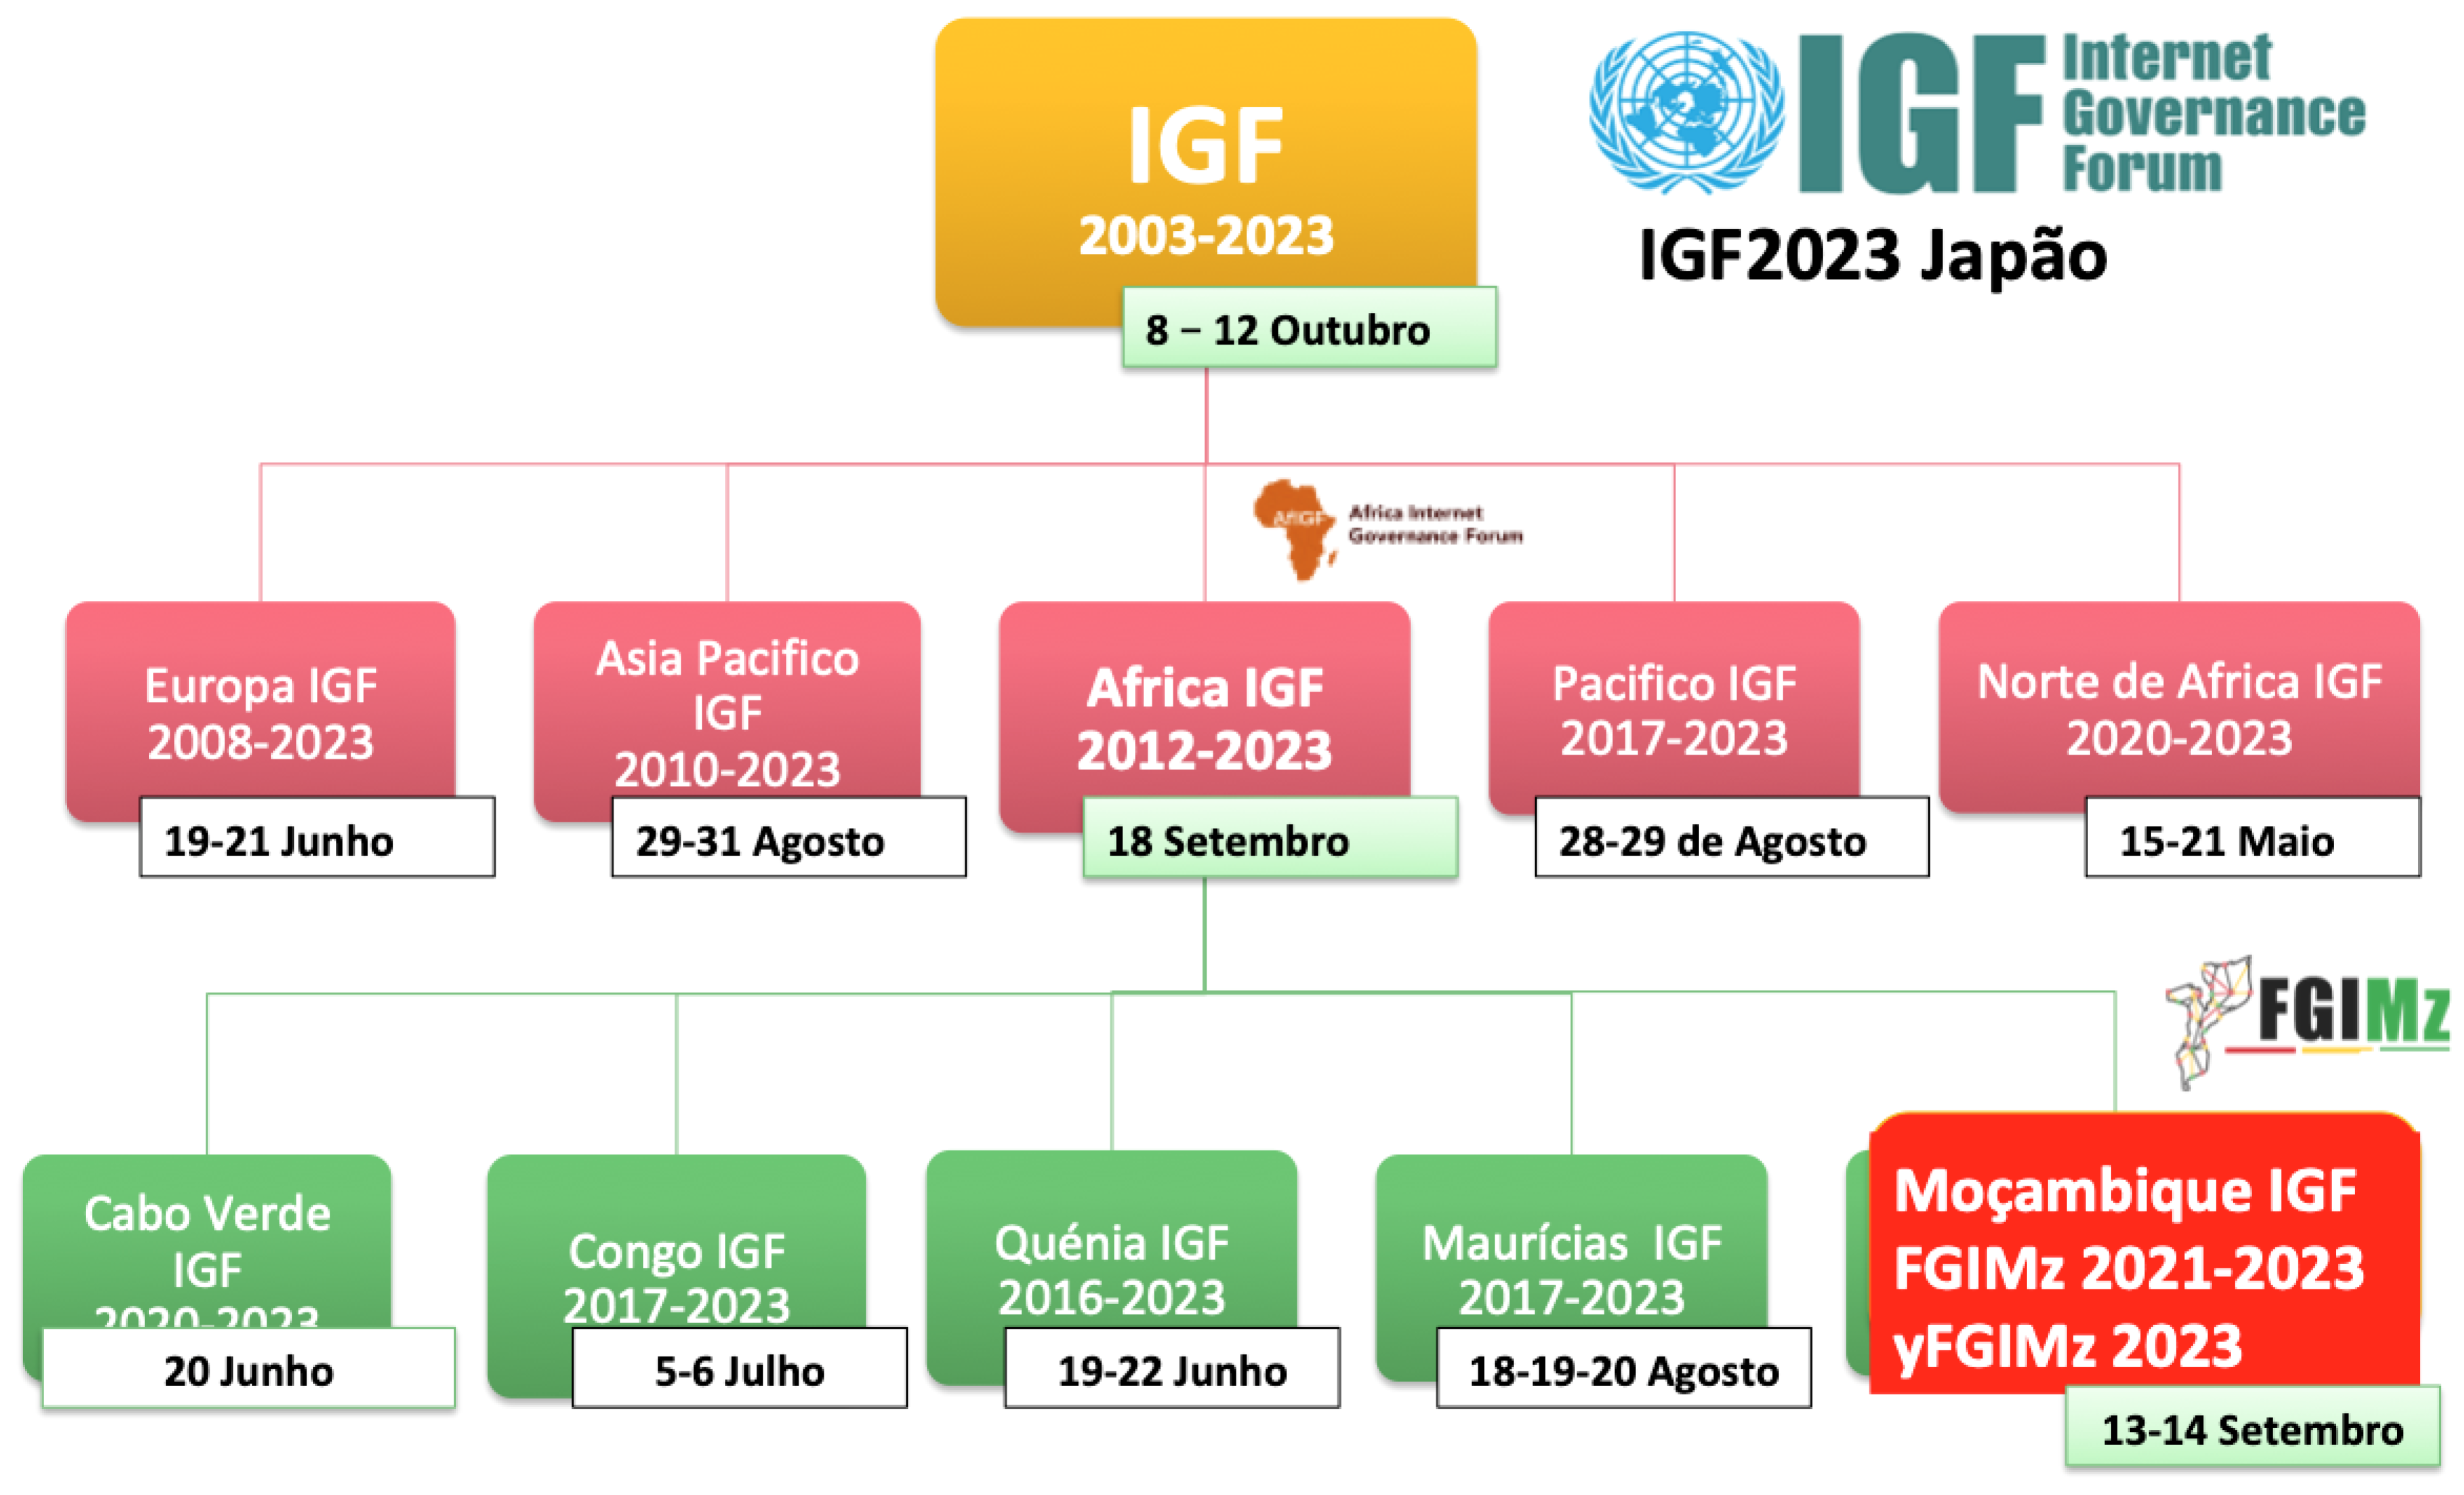 IGF
2003-2023
8 – 12 Outubro
IGF
Internet
Governance
Forum
IGF2023 Japão
AfIGF
Africa Internet
Governance Forum
Europa IGF
2008-2023
19-21 Junho
Asia Pacifico
IGF
2010-2023
29-31 Agosto
Africa IGF
2012-2023
18 Setembro
Pacifico IGF
2017-2023
28-29 de Agosto
Norte de Africa IGF
2020-2023
15-21 Maio
FGIMz
Cabo Verde
IGF
2020-2023
20 Junho
Congo IGF
2017-2023
5-6 Julho
Quénia IGF
2016-2023
19-22 Junho
Maurícias IGF
2017-2023
18-19-20 Agosto
Moçambique IGF
FGIMz 2021-2023
yFGIMz 2023
13-14 Setembro